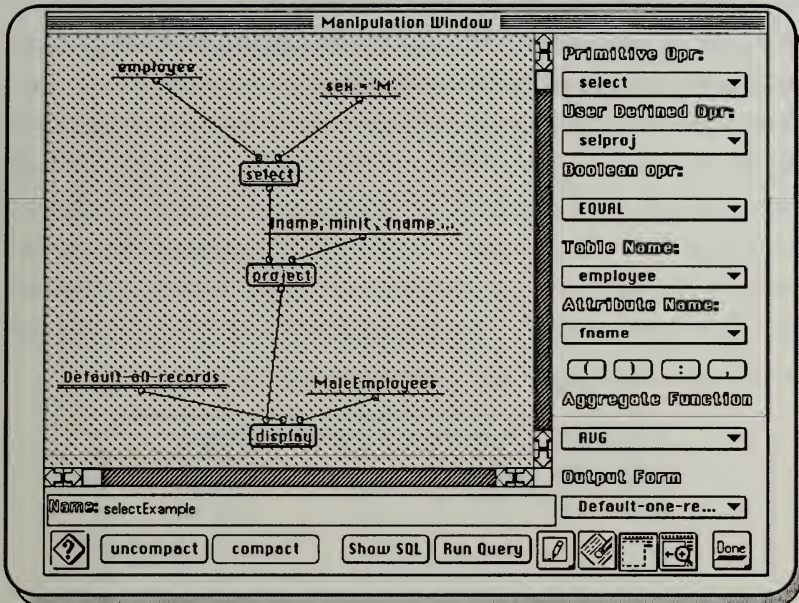 Manipulation Window
employee
sex = 'M'
select
lname, minit , fname ...
project
Default-all-records
MaleEmployees
display
Primitive Opr:
select
User Defined Opr:
selproj
Boolean opr:
EQUAL
Table Name:
employee
Attribute Name:
fname
( ) : ,
Aggregate Function
AVG
Output Form
Default-one-re...
Name: selectExample
?
uncompact
compact
Show SQL
Run Query
Done